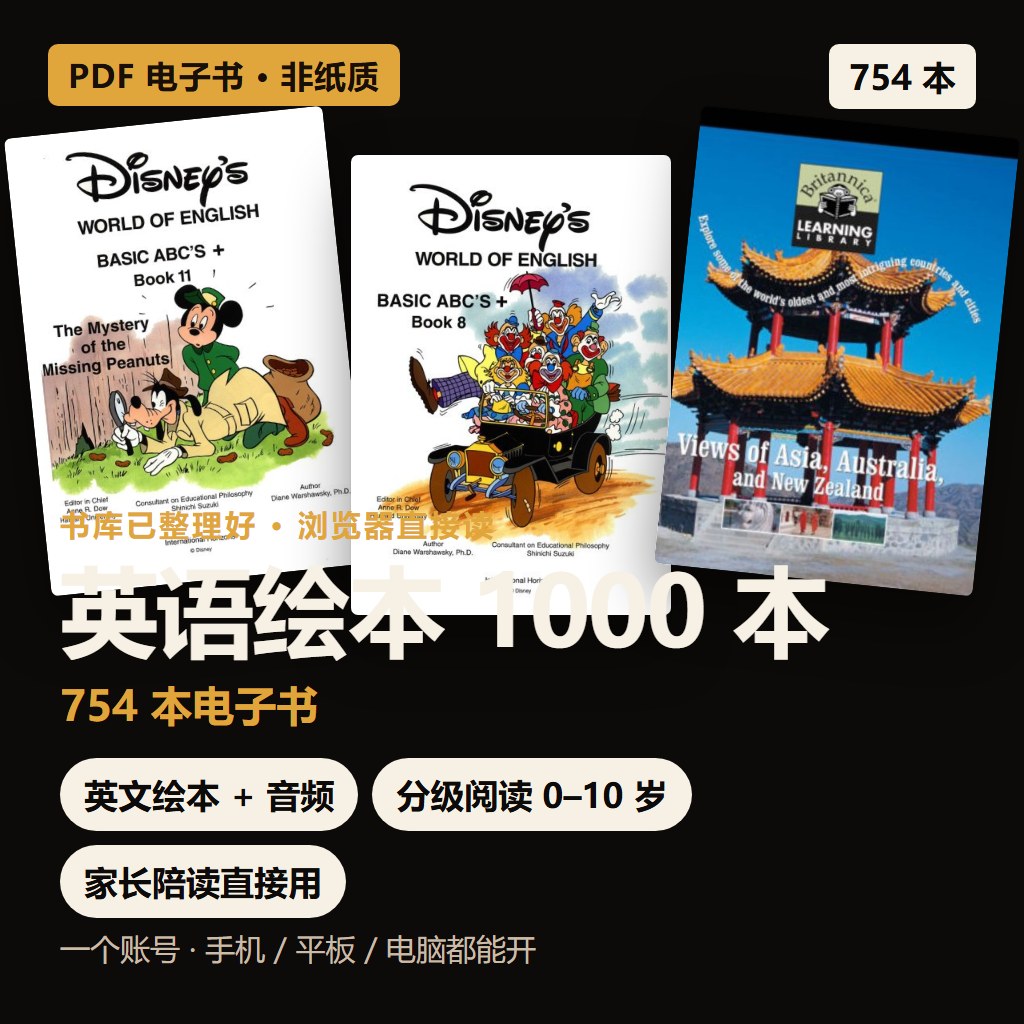 PDF 电子书 • 非纸质
754 本
DISNEY'S
WORLD OF ENGLISH
BASIC ABC'S +
Book 11
The Mystery
of the
Missing Peanuts
Editor in Chief
Anne R. Dow
Consultant on Educational Philosophy
Shinichi Suzuki
Author
Diane Warshawsky, Ph.D.
© Disney
DISNEY'S
WORLD OF ENGLISH
BASIC ABC'S +
Book 8
Editor in Chief
Anne R. Dow
Author
Diane Warshawsky, Ph.D.
Consultant on Educational Philosophy
Shinichi Suzuki
Disney
Britannica
LEARNING
LIBRARY
Explore some of the world's oldest and most intriguing countries and cities
Views of Asia, Australia,
and New Zealand
书库已整理好 • 浏览器直接读
英语绘本 1000 本
754 本电子书
英文绘本 + 音频
分级阅读 0–10 岁
家长陪读直接用
一个账号 · 手机 / 平板 / 电脑都能开